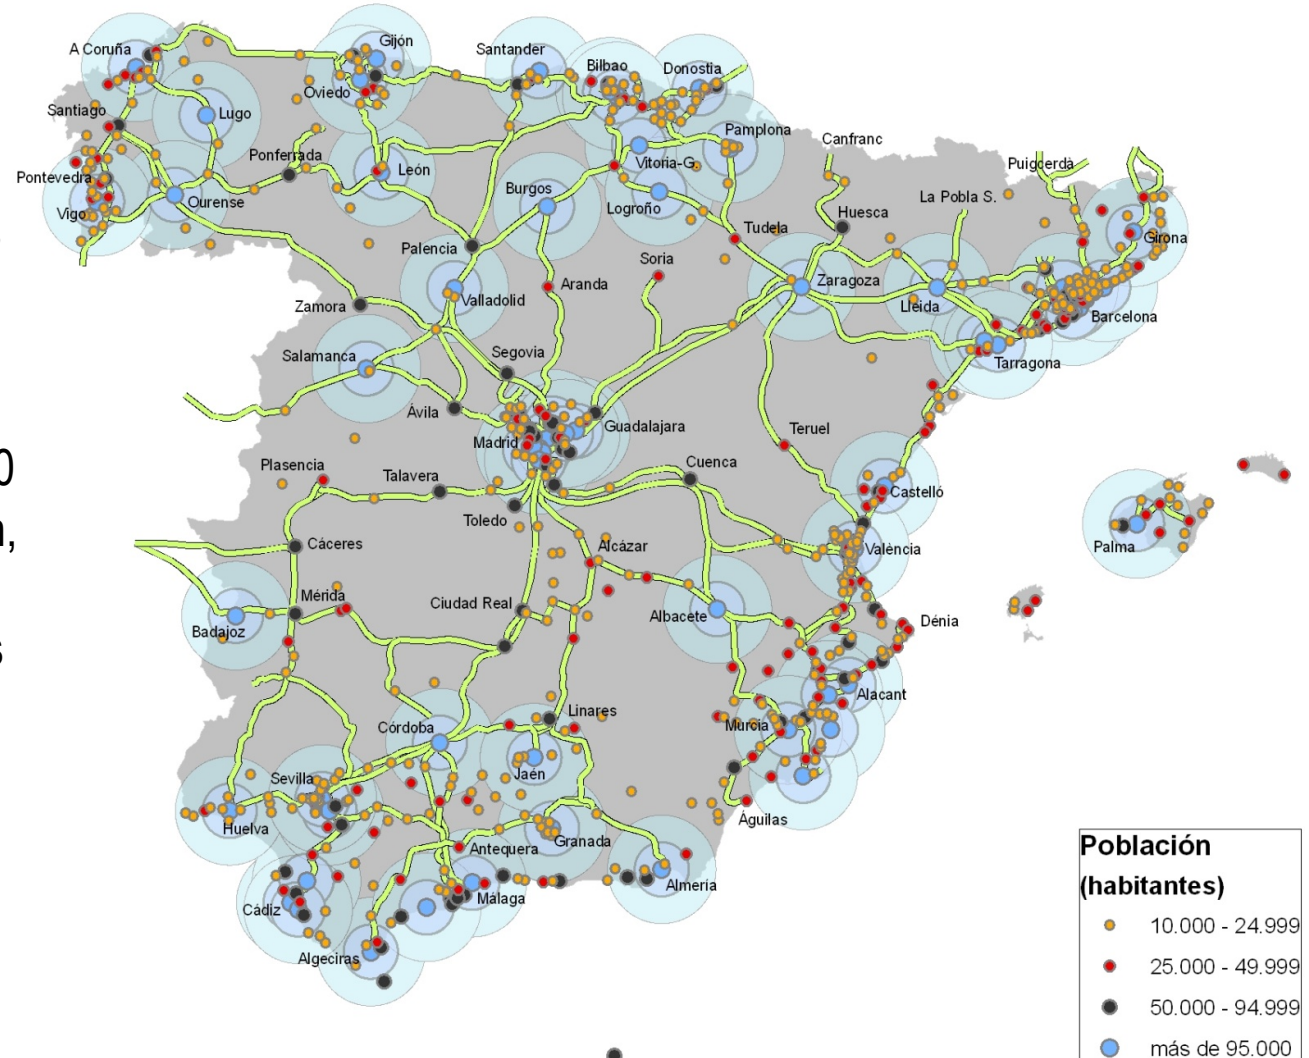 A Coruña
Gijón
Santander
Bilbao
Donostia
Oviedo
Santiago
Lugo
Pamplona
Canfranc
Ponferrada
León
Vitoria-G.
Puigcerdà
Pontevedra
Ourense
Burgos
Logroño
La Pobla S.
Vigo
Huesca
Tudela
Girona
Palencia
Soria
Aranda
Zaragoza
Zamora
Valladolid
Lleida
Barcelona
Salamanca
Segovia
Tarragona
Ávila
Guadalajara
Madrid
Teruel
0
Plasencia
Talavera
Cuenca
Castelló
Toledo
,
Cáceres
Alcázar
València
Palma
Mérida
Ciudad Real
Albacete
Dénia
Badajoz
s
Alacant
Linares
Córdoba
Murcia
Sevilla
Jaén
Huelva
Águilas
Antequera
Granada
Almería
Cádiz
Málaga
Algeciras
Población
(habitantes)
10.000 - 24.999
25.000 - 49.999
50.000 - 94.999
más de 95.000